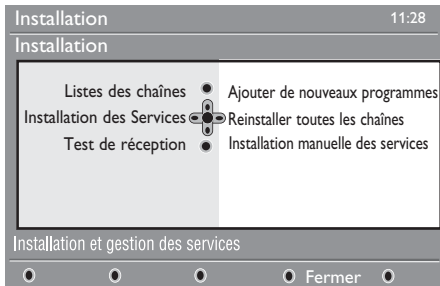 Installation 11:28
Installation
Listes des chaînes
Installation des Services
Test de réception
Ajouter de nouveaux programmes
Reinstaller toutes les chaînes
Installation manuelle des services
Installation et gestion des services
Fermer